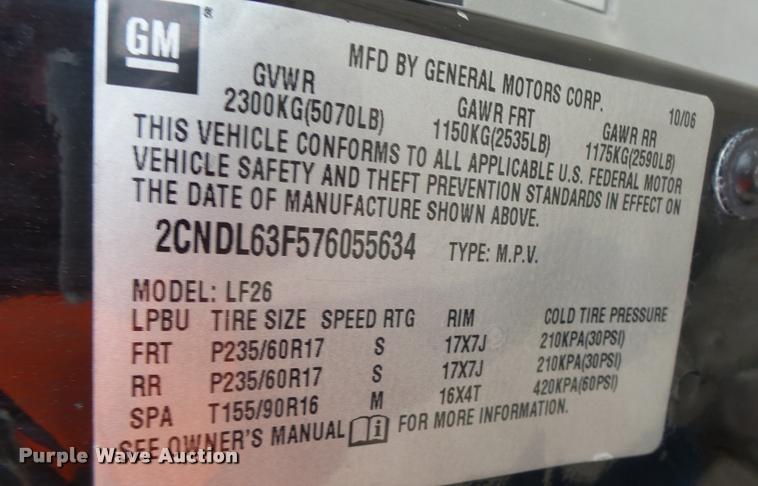 GM
MFD BY GENERAL MOTORS CORP. 10/06
GVWR GAWR FRT GAWR RR
2300KG(5070LB) 1150KG(2535LB) 1175KG(2590LB)
THIS VEHICLE CONFORMS TO ALL APPLICABLE U.S. FEDERAL MOTOR
VEHICLE SAFETY AND THEFT PREVENTION STANDARDS IN EFFECT ON
THE DATE OF MANUFACTURE SHOWN ABOVE.
2CNDL63F576055634 TYPE: M.P.V.
MODEL: LF26
LPBU TIRE SIZE SPEED RTG RIM COLD TIRE PRESSURE
FRT P235/60R17 S 17X7J 210KPA(30PSI)
RR P235/60R17 S 17X7J 210KPA(30PSI)
SPA T155/90R16 M 16X4T 420KPA(60PSI)
SEE OWNER'S MANUAL i FOR MORE INFORMATION.
Purple Wave Auction